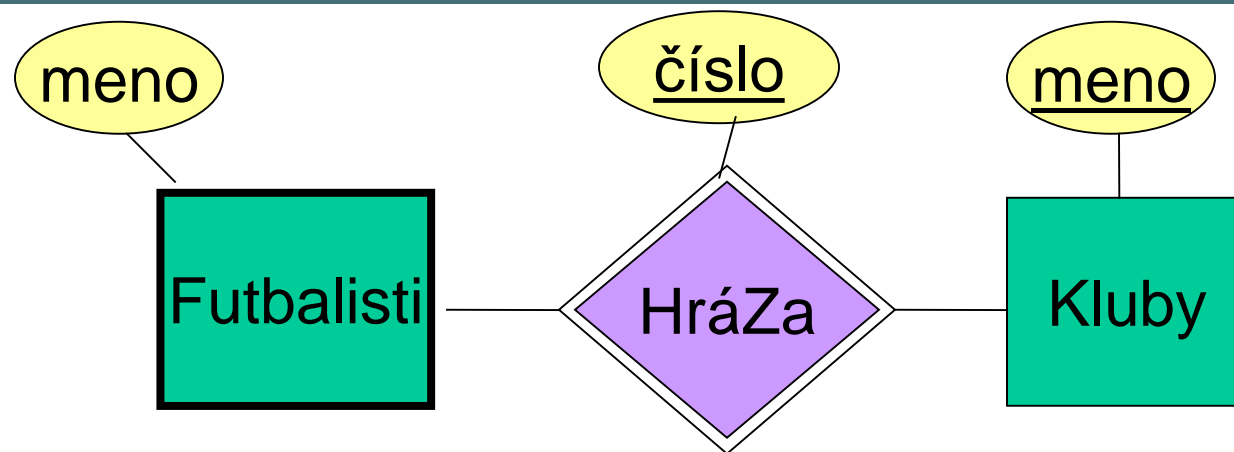 meno
číslo
meno
Futbalisti
HráZa
Kluby